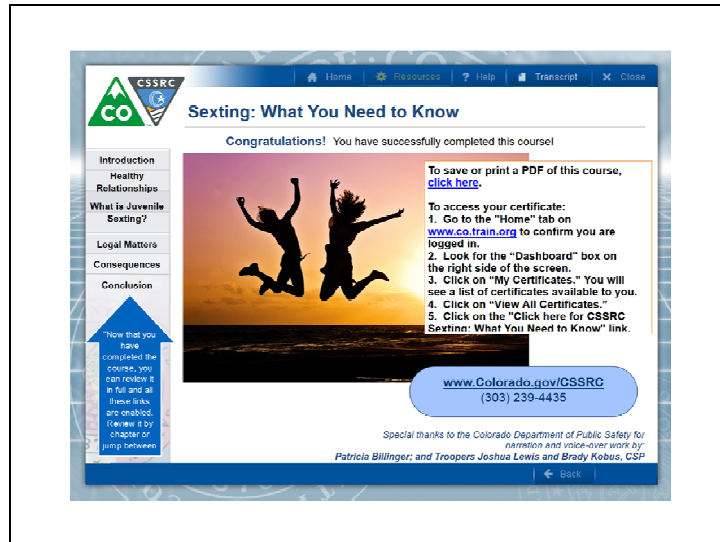 CSSRC
CO
Home
Resources
? Help
Transcript
X Close
Sexting: What You Need to Know
Congratulations! You have successfully completed this course!
Introduction
Healthy
Relationships
What is Juvenile
Sexting?
Legal Matters
Consequences
Conclusion
"Now that you
have
completed the
course, you
can review it
in full and all
these links
are enabled.
Review it by
chapter or
jump between
To save or print a PDF of this course,
click here.
To access your certificate:
1. Go to the "Home" tab on
www.co.train.org to confirm you are
logged in.
2. Look for the "Dashboard" box on
the right side of the screen.
3. Click on "My Certificates." You will
see a list of certificates available to you.
4. Click on "View All Certificates."
5. Click on the "Click here for CSSRC
Sexting: What You Need to Know" link.
www.Colorado.gov/CSSRC
(303) 239-4435
Special thanks to the Colorado Department of Public Safety for
narration and voice-over work by:
Patricia Billinger; and Troopers Joshua Lewis and Brady Kobus, CSP
Back